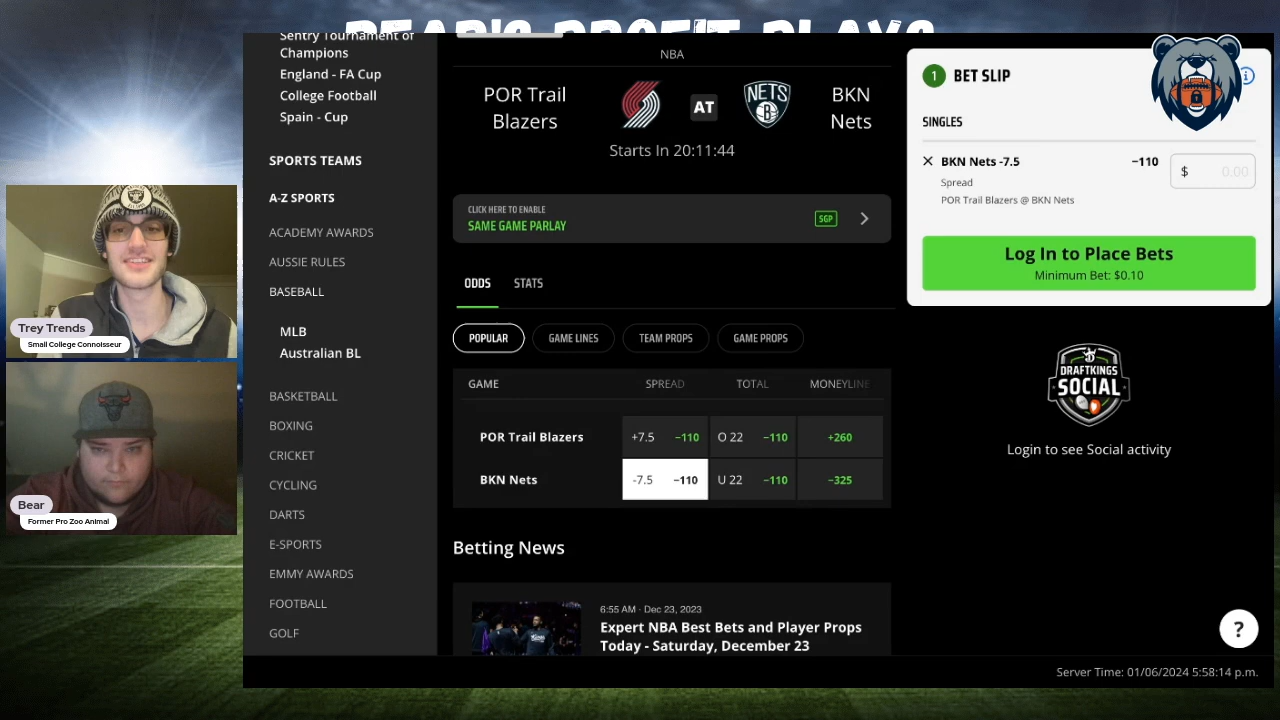 BEAR'S PROFIT PLAYS
Sentry Tournament of
Champions
England - FA Cup
College Football
Spain - Cup
SPORTS TEAMS
A-Z SPORTS
ACADEMY AWARDS
AUSSIE RULES
BASEBALL
MLB
Australian BL
BASKETBALL
BOXING
CRICKET
CYCLING
DARTS
E-SPORTS
EMMY AWARDS
FOOTBALL
GOLF
Trey Trends
Small College Connoisseur
Bear
Former Pro Zoo Animal
NBA
POR Trail
Blazers
AT
NETS
B
BKN
Nets
Starts In 20:11:44
CLICK HERE TO ENABLE
SAME GAME PARLAY
SGP
ODDS STATS
POPULAR GAME LINES TEAM PROPS GAME PROPS
GAME SPREAD TOTAL MONEYLINE
POR Trail Blazers +7.5 −110 O 22 −110 +260
BKN Nets -7.5 −110 U 22 −110 −325
Betting News
6:55 AM · Dec 23, 2023
Expert NBA Best Bets and Player Props
Today - Saturday, December 23
1 BET SLIP
SINGLES
BKN Nets -7.5 −110 $ 0.00
Spread
POR Trail Blazers @ BKN Nets
Log In to Place Bets
Minimum Bet: $0.10
DRAFTKINGS
SOCIAL
Login to see Social activity
?
Server Time: 01/06/2024 5:58:14 p.m.